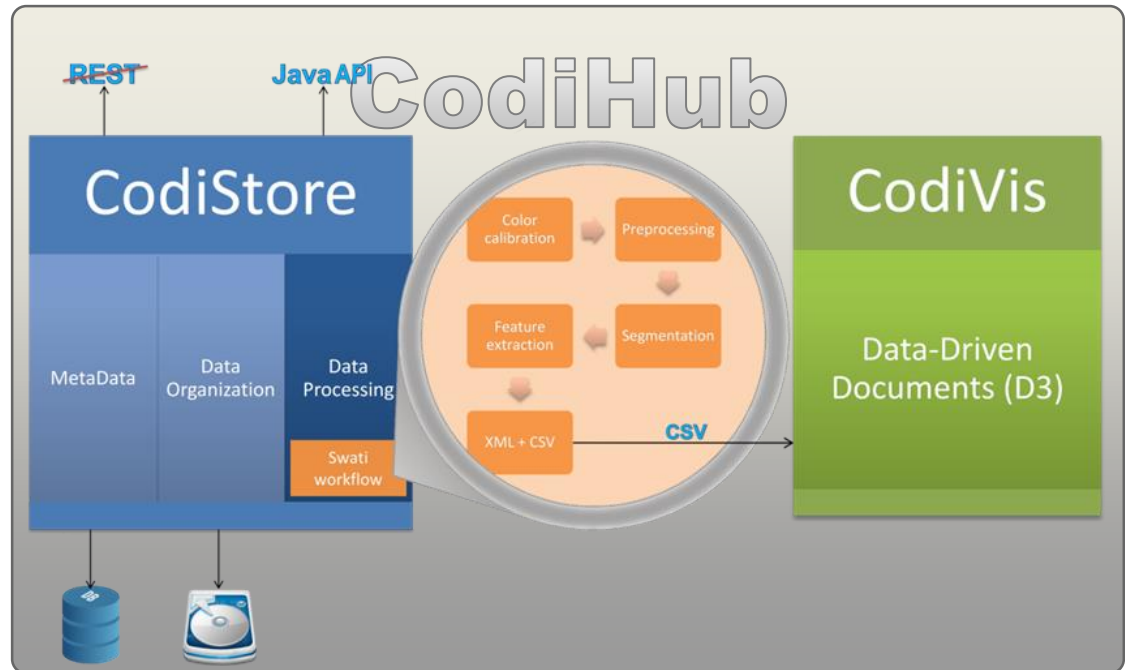 REST
Java API
CodiHub
CodiStore
MetaData
Data
Organization
Data
Processing
Swati
workflow
Color
calibration
Preprocessing
Segmentation
Feature
extraction
XML + CSV
CSV
CodiVis
Data-Driven
Documents (D3)
DB